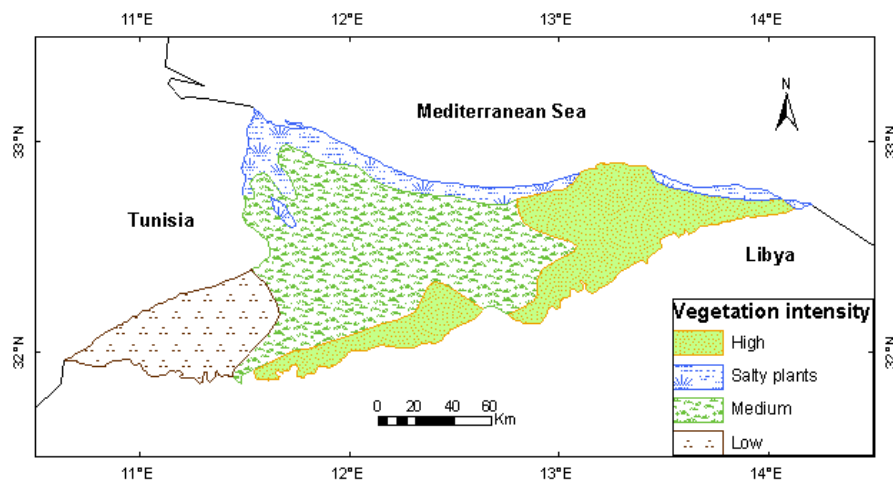 11°E 12°E 13°E 14°E
N
Mediterranean Sea
33°N 33°N
Tunisia
Libya
Vegetation intensity
High
Salty plants
Medium
Low
32°N 32°N
0 20 40 60
Km
11°E 12°E 13°E 14°E